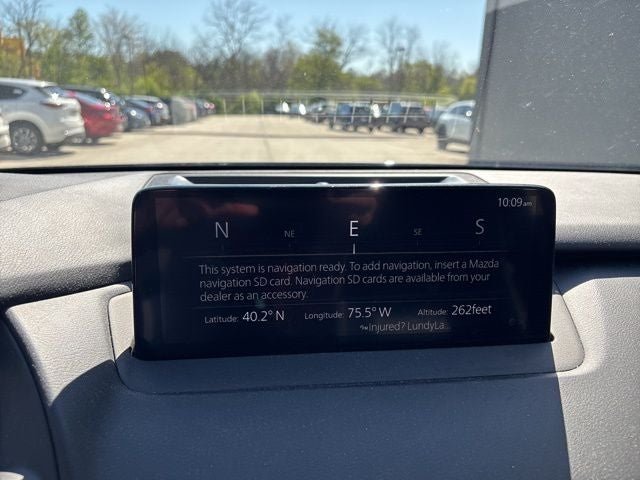 10:09am
N NE E SE S
This system is navigation ready. To add navigation, insert a Mazda
navigation SD card. Navigation SD cards are available from your
dealer as an accessory.
Latitude: 40.2° N Longitude: 75.5° W Altitude: 262feet
injured? LundyLa...